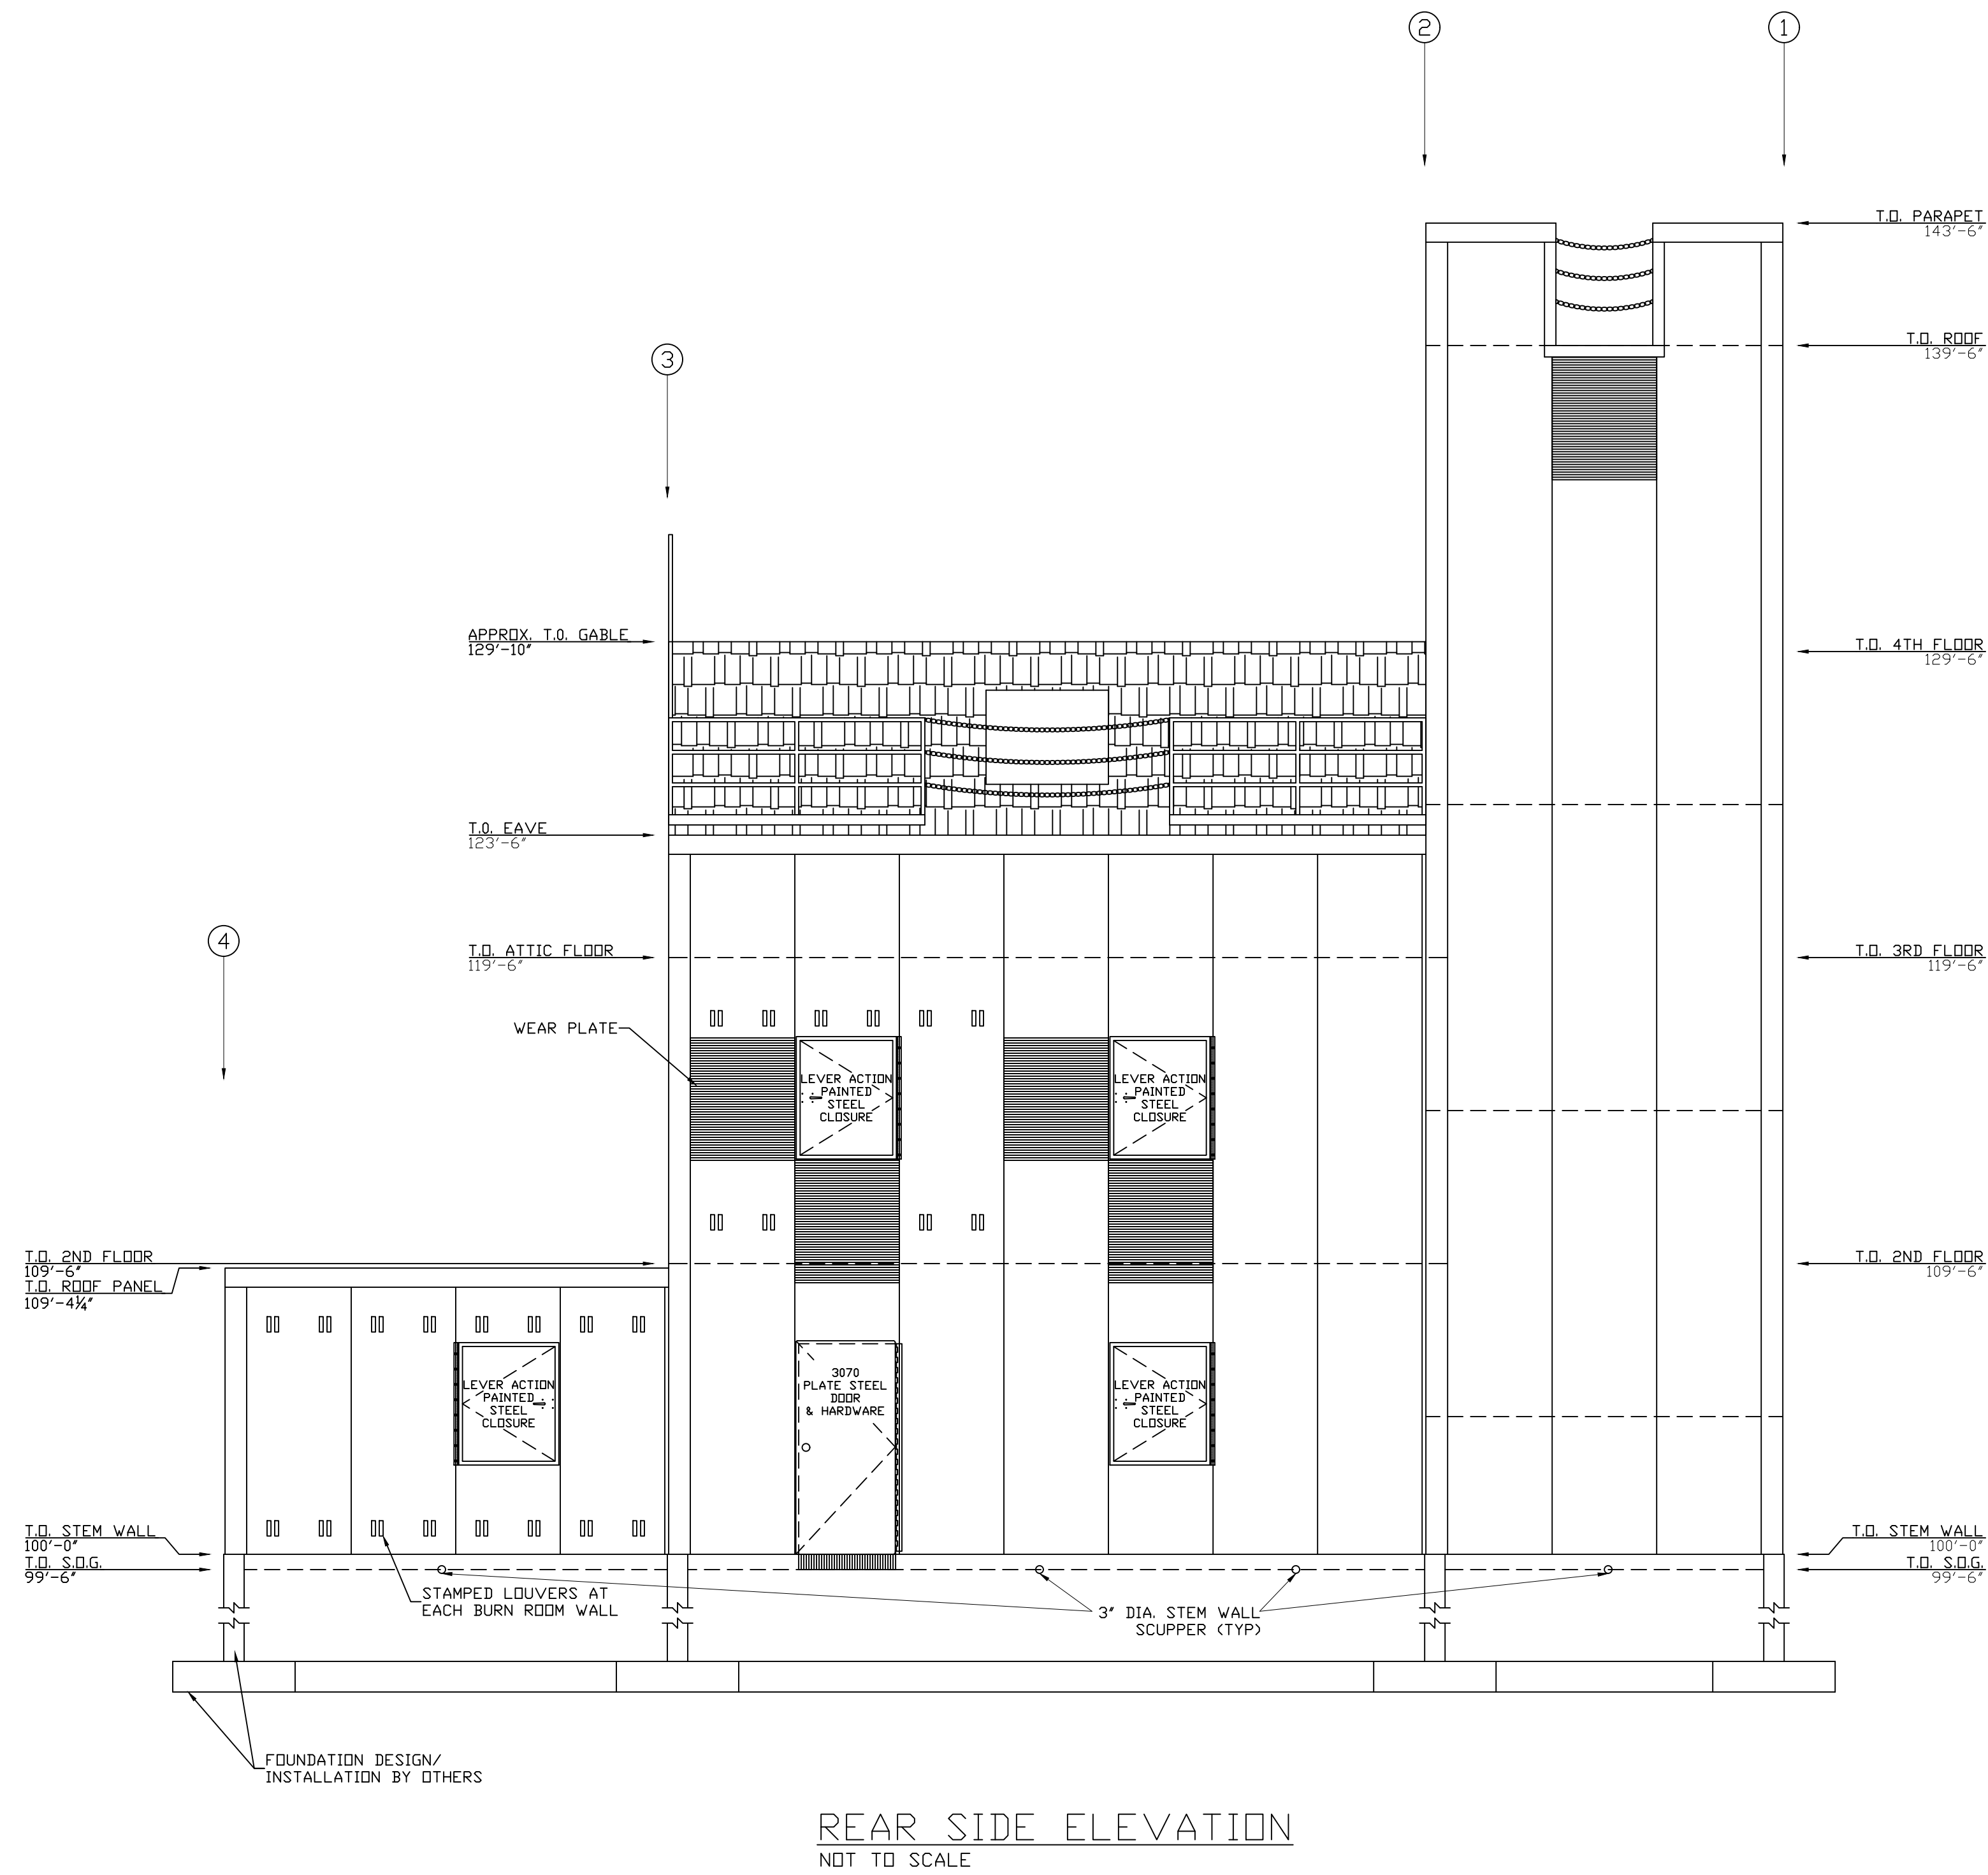 2
1
T.O. PARAPET
143'-6"
T.O. ROOF
139'-6"
3
APPROX. T.O. GABLE
129'-10"
T.O. 4TH FLOOR
129'-6"
T.O. EAVE
123'-6"
4
T.O. ATTIC FLOOR
119'-6"
T.O. 3RD FLOOR
119'-6"
WEAR PLATE
LEVER ACTION
PAINTED
STEEL
CLOSURE
LEVER ACTION
PAINTED
STEEL
CLOSURE
T.O. 2ND FLOOR
109'-6"
T.O. ROOF PANEL
109'-4¼"
T.O. 2ND FLOOR
109'-6"
LEVER ACTION
PAINTED
STEEL
CLOSURE
3070
PLATE STEEL
DOOR
& HARDWARE
LEVER ACTION
PAINTED
STEEL
CLOSURE
T.O. STEM WALL
100'-0"
T.O. S.O.G.
99'-6"
T.O. STEM WALL
100'-0"
T.O. S.O.G.
99'-6"
STAMPED LOUVERS AT
EACH BURN ROOM WALL
3" DIA. STEM WALL
SCUPPER (TYP)
FOUNDATION DESIGN/
INSTALLATION BY OTHERS
REAR SIDE ELEVATION
NOT TO SCALE